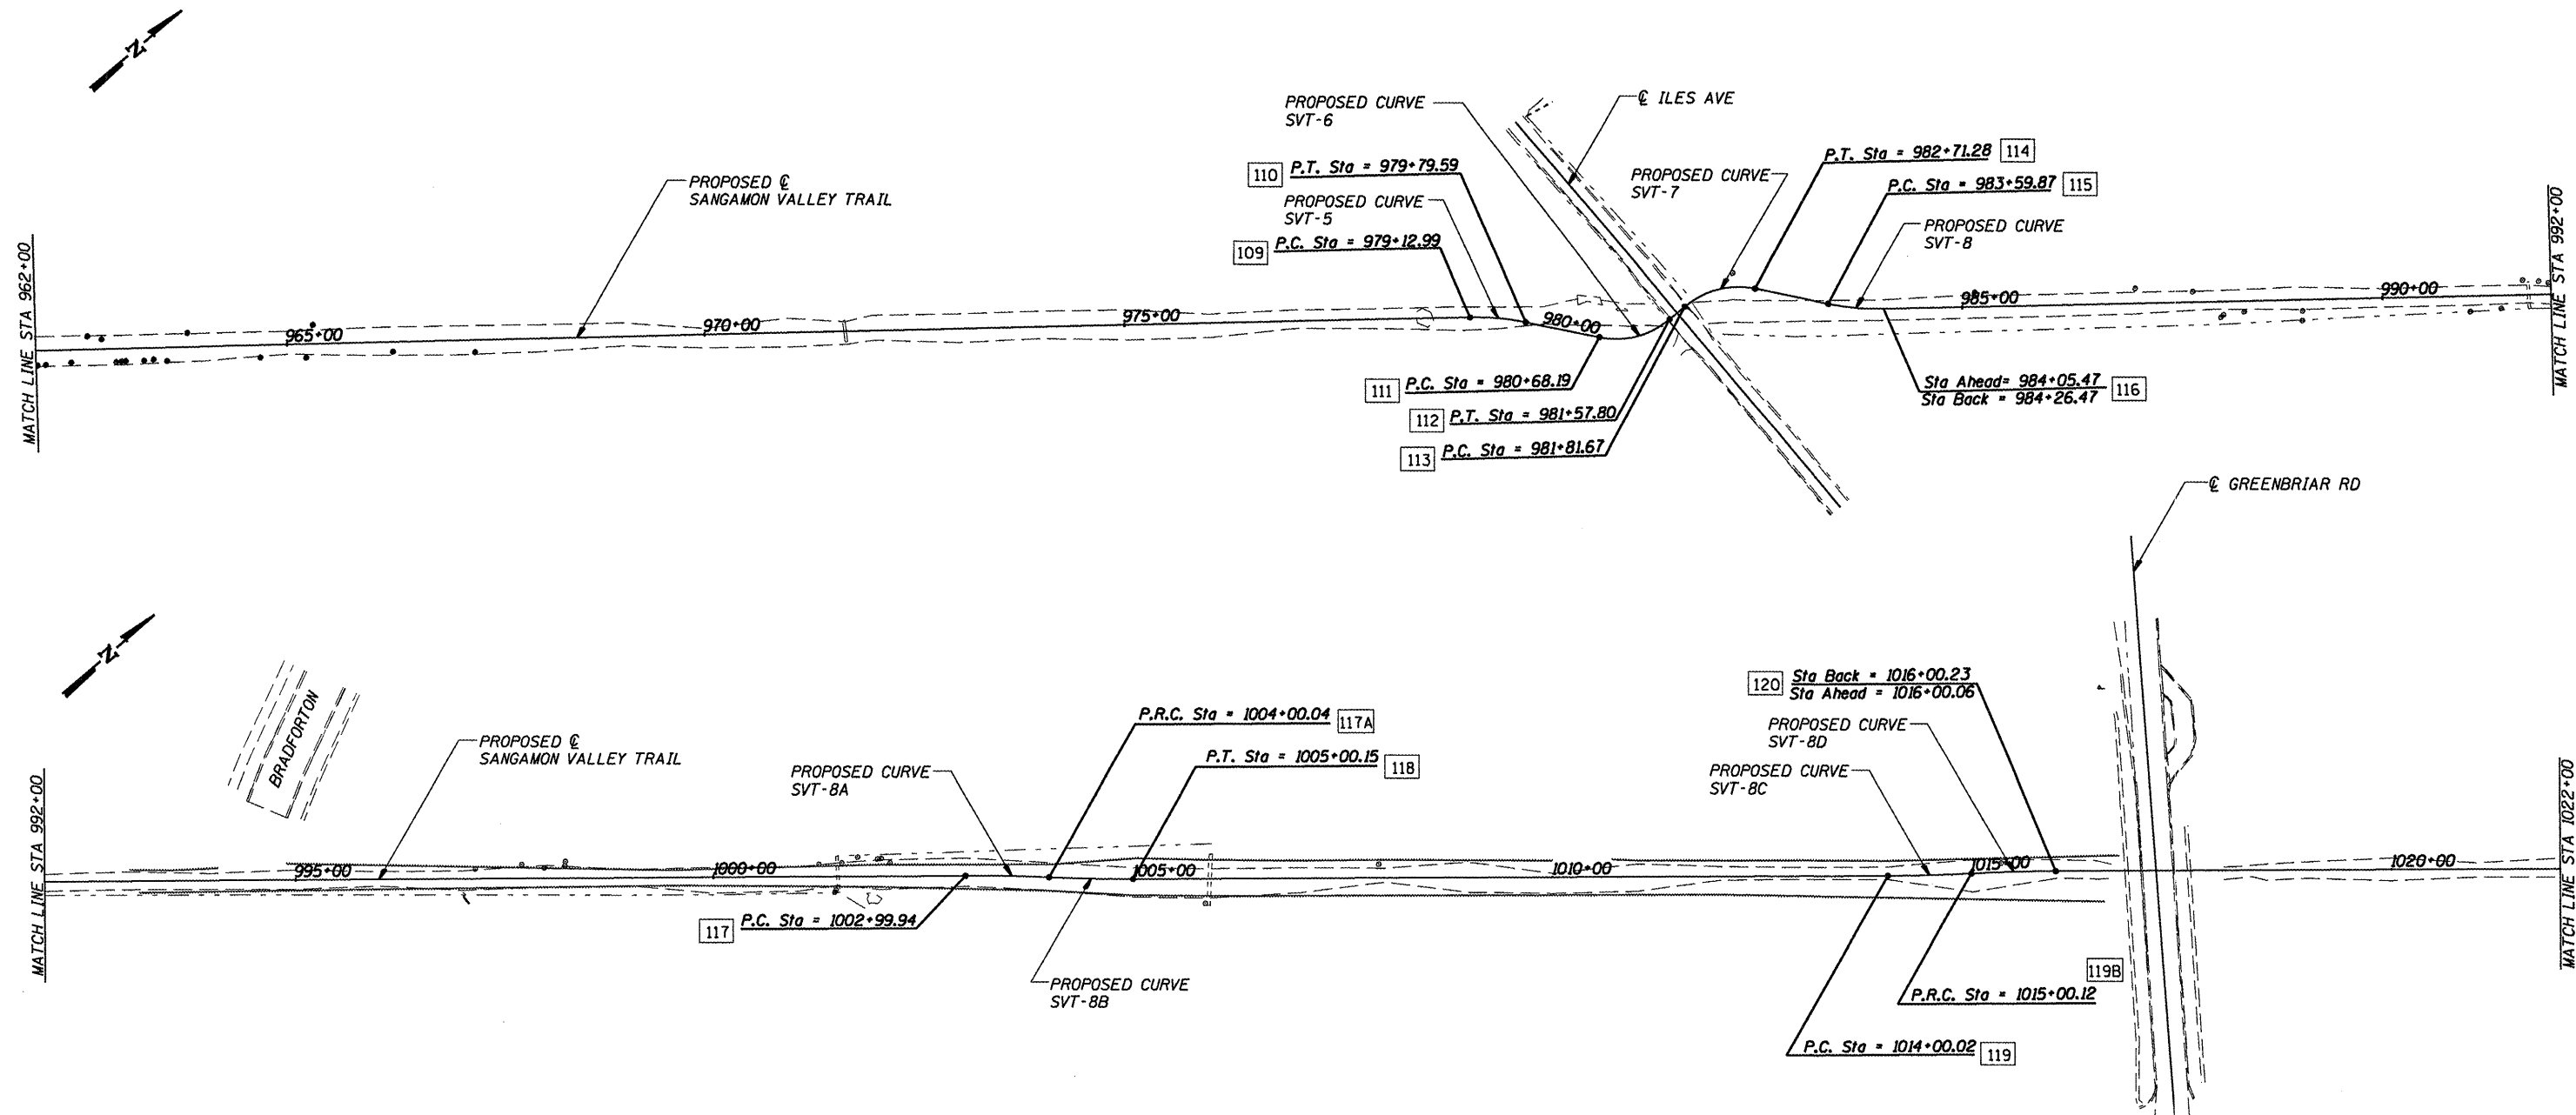 N
PROPOSED CURVE
SVT-6
℄ ILES AVE
110 P.T. Sta = 979+79.59
PROPOSED CURVE
SVT-5
109 P.C. Sta = 979+12.99
PROPOSED CURVE
SVT-7
P.T. Sta = 982+71.28 114
P.C. Sta = 983+59.87 115
PROPOSED CURVE
SVT-8
PROPOSED ℄
SANGAMON VALLEY TRAIL
MATCH LINE STA 962+00
965+00
970+00
975+00
980+00
985+00
990+00
MATCH LINE STA 992+00
111 P.C. Sta = 980+68.19
112 P.T. Sta = 981+57.80
113 P.C. Sta = 981+81.67
Sta Ahead= 984+05.47 116
Sta Back = 984+26.47
℄ GREENBRIAR RD
N
BRADFORTON
PROPOSED ℄
SANGAMON VALLEY TRAIL
PROPOSED CURVE
SVT-8A
P.R.C. Sta = 1004+00.04 117A
P.T. Sta = 1005+00.15 118
120 Sta Back = 1016+00.23
Sta Ahead = 1016+00.06
PROPOSED CURVE
SVT-8D
PROPOSED CURVE
SVT-8C
MATCH LINE STA 992+00
995+00
1000+00
1005+00
1010+00
1015+00
1020+00
MATCH LINE STA 1022+00
117 P.C. Sta = 1002+99.94
PROPOSED CURVE
SVT-8B
119B
P.R.C. Sta = 1015+00.12
P.C. Sta = 1014+00.02 119